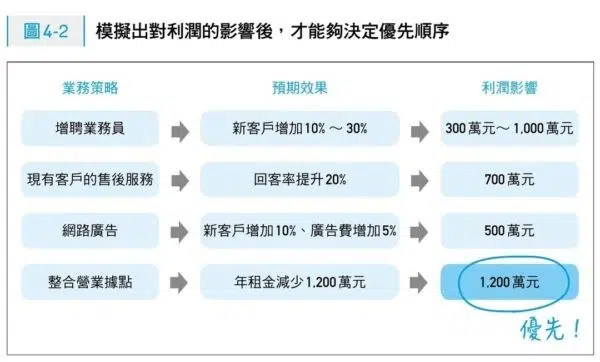 圖4-2 模擬出對利潤的影響後，才能夠決定優先順序
業務策略 預期效果 利潤影響
增聘業務員 新客戶增加10%～30% 300萬元～1,000萬元
現有客戶的售後服務 回客率提升20% 700萬元
網路廣告 新客戶增加10%、廣告費增加5% 500萬元
整合營業據點 年租金減少1,200萬元 1,200萬元
優先！